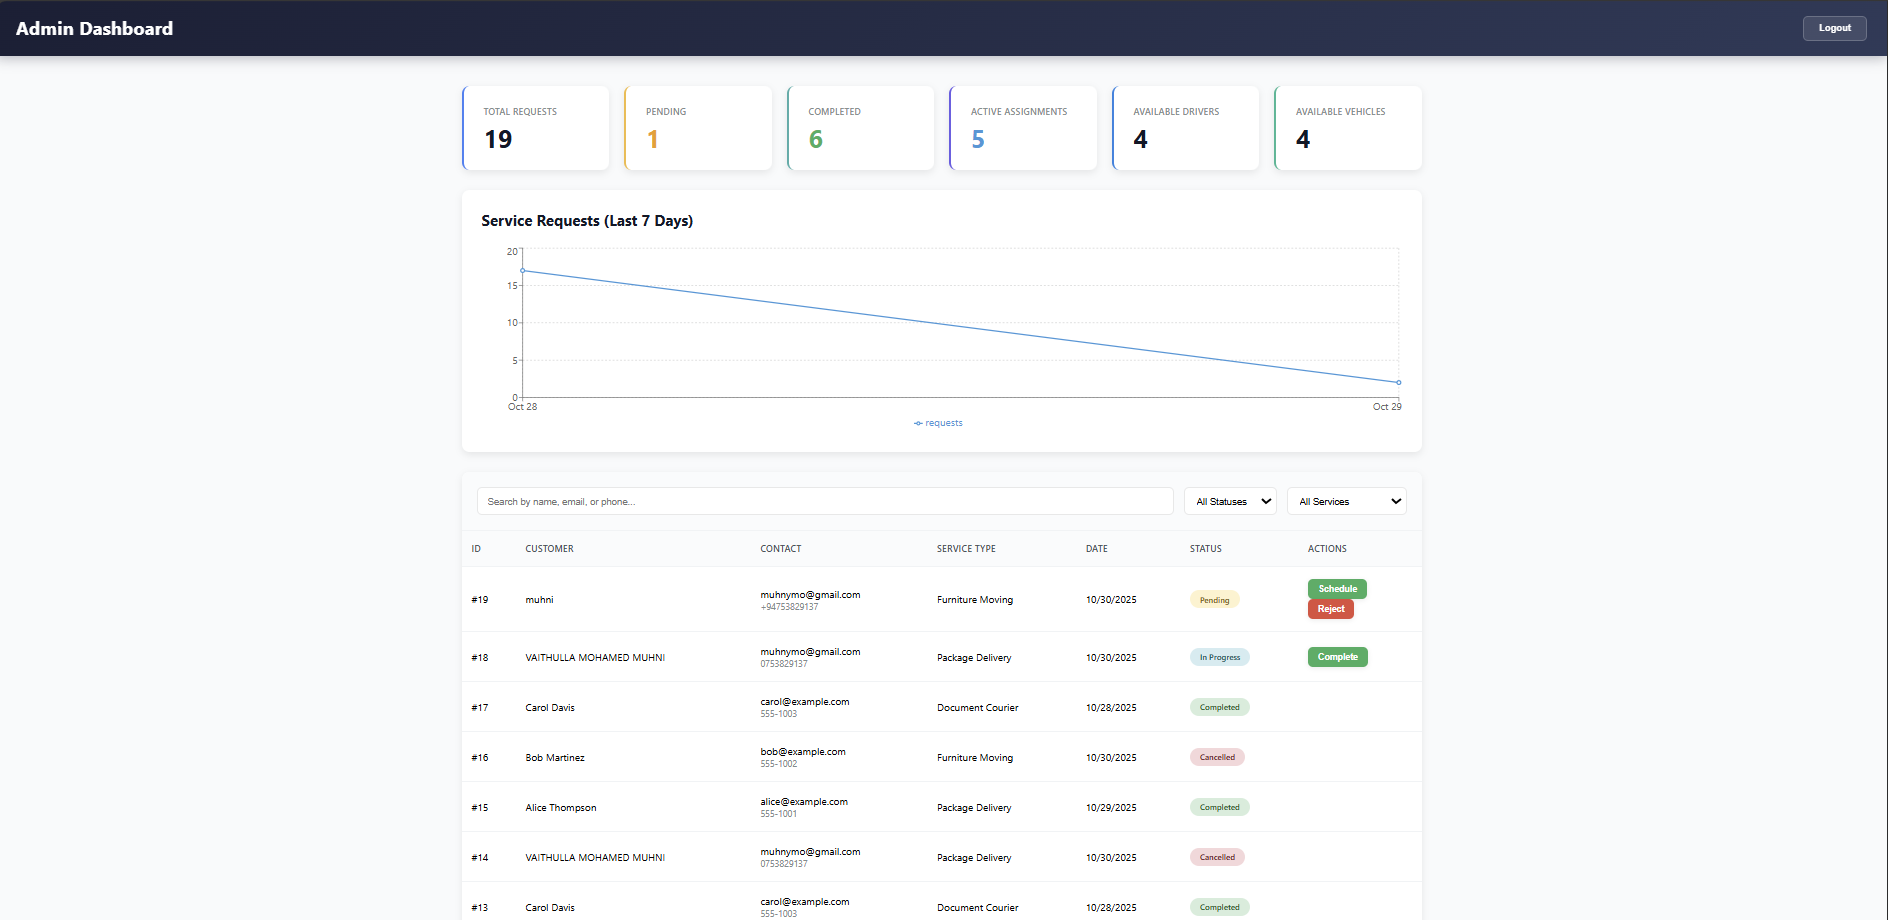 Admin Dashboard
Logout
TOTAL REQUESTS
19
PENDING
1
COMPLETED
6
ACTIVE ASSIGNMENTS
5
AVAILABLE DRIVERS
4
AVAILABLE VEHICLES
4
Service Requests (Last 7 Days)
20
15
10
5
0
Oct 28
Oct 29
requests
Search by name, email, or phone...
All Statuses
All Services
ID CUSTOMER CONTACT SERVICE TYPE DATE STATUS ACTIONS
#19 muhni muhnymo@gmail.com Furniture Moving 10/30/2025 Pending Schedule
+94753829137 Reject
#18 VAITHULLA MOHAMED MUHNI muhnymo@gmail.com Package Delivery 10/30/2025 In Progress Complete
0753829137
#17 Carol Davis carol@example.com Document Courier 10/28/2025 Completed
555-1003
#16 Bob Martinez bob@example.com Furniture Moving 10/30/2025 Cancelled
555-1002
#15 Alice Thompson alice@example.com Package Delivery 10/29/2025 Completed
555-1001
#14 VAITHULLA MOHAMED MUHNI muhnymo@gmail.com Package Delivery 10/30/2025 Cancelled
0753829137
#13 Carol Davis carol@example.com Document Courier 10/28/2025 Completed
555-1003